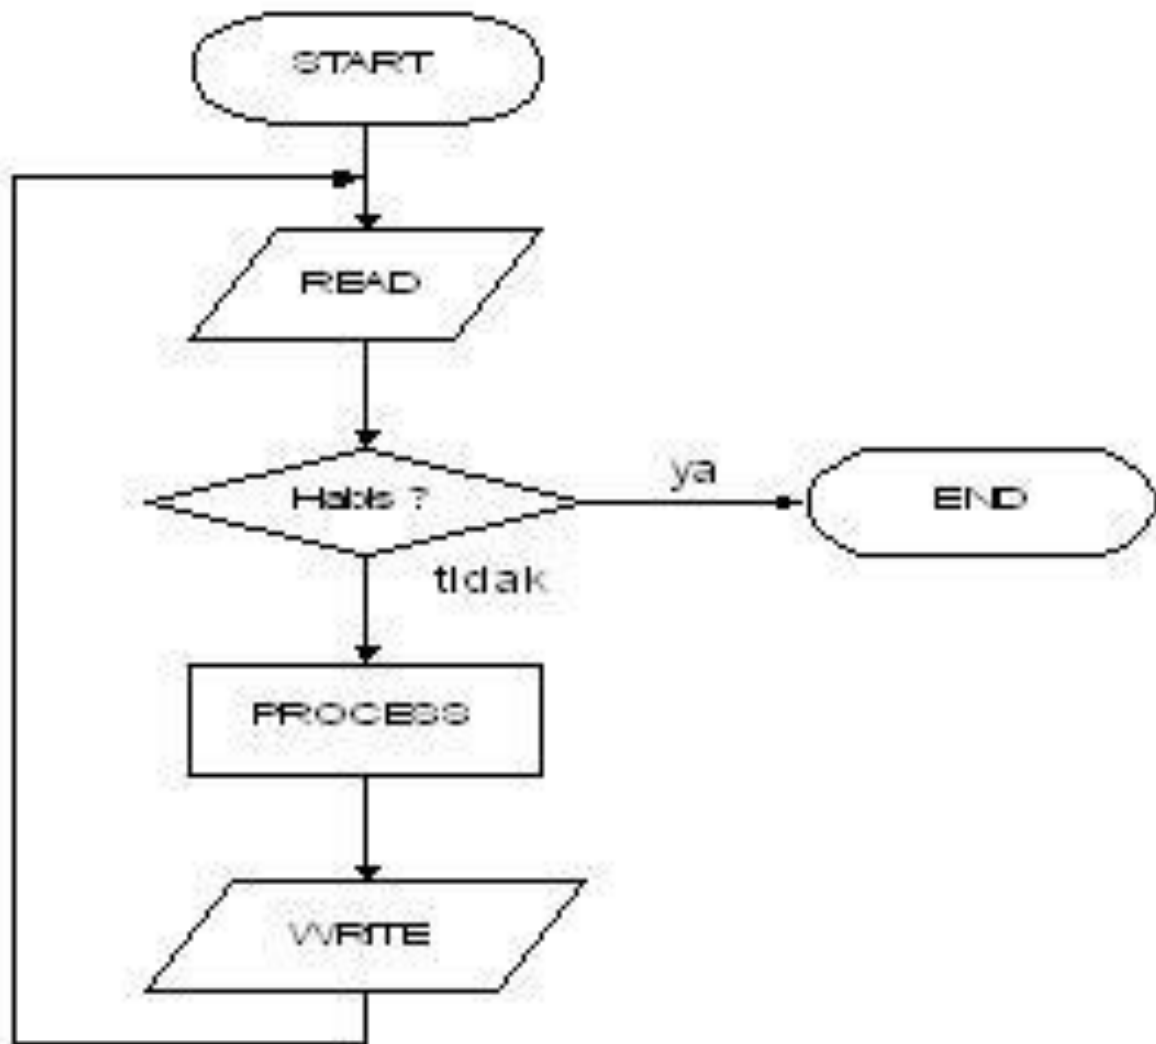 START
READ
Habis ?
ya
END
tidak
PROCESS
WRITE